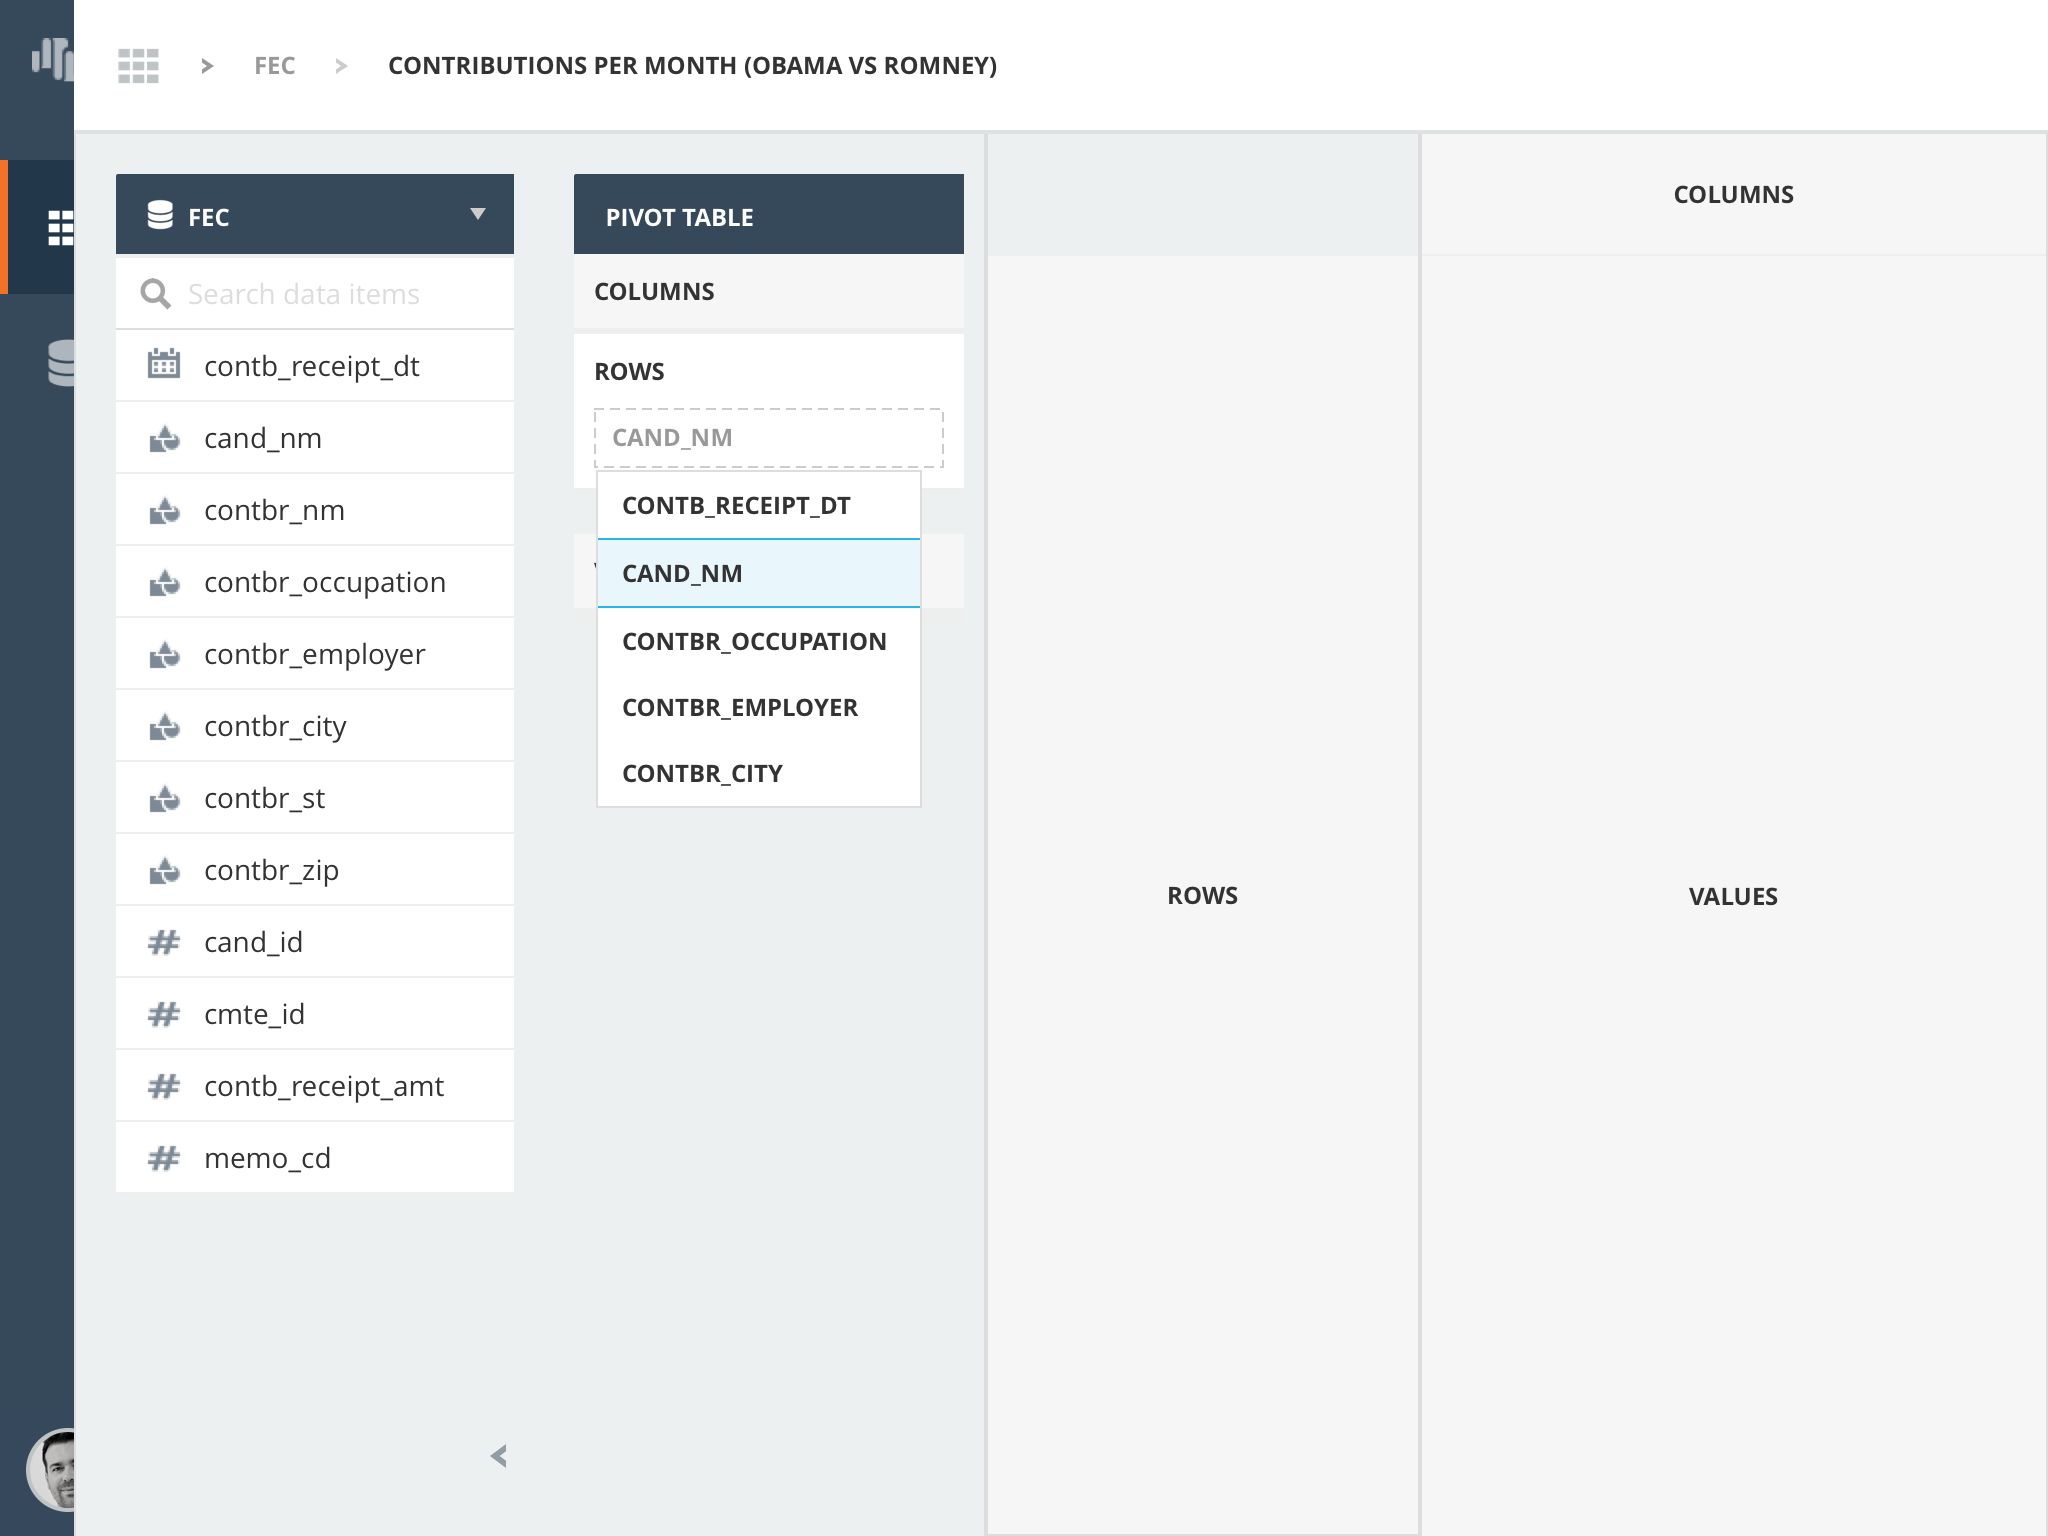 FEC
CONTRIBUTIONS PER MONTH (OBAMA VS ROMNEY)
FEC
Search data items
contb_receipt_dt
cand_nm
contbr_nm
contbr_occupation
contbr_employer
contbr_city
contbr_st
contbr_zip
cand_id
cmte_id
contb_receipt_amt
memo_cd
PIVOT TABLE
COLUMNS
ROWS
CAND_NM
CONTB_RECEIPT_DT
CAND_NM
CONTBR_OCCUPATION
CONTBR_EMPLOYER
CONTBR_CITY
ROWS
COLUMNS
VALUES